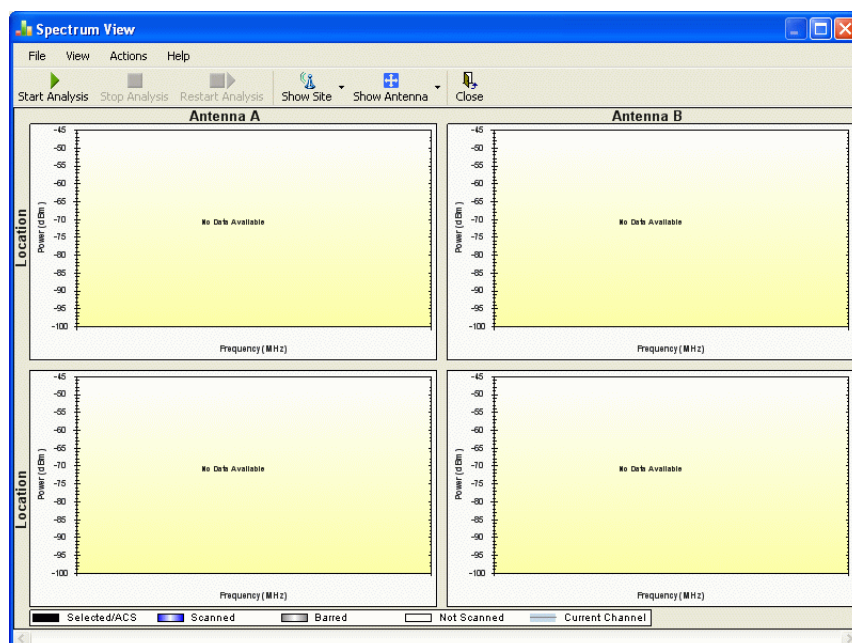 Spectrum View
File View Actions Help
Start Analysis Stop Analysis Restart Analysis Show Site Show Antenna Close
Antenna A Antenna B
Location
Power (dBm)
-45
-50
-55
-60
-65
-70
-75
-80
-85
-90
-95
-100
No Data Available
Frequency (MHz)
Power (dBm)
-45
-50
-55
-60
-65
-70
-75
-80
-85
-90
-95
-100
No Data Available
Frequency (MHz)
Location
Power (dBm)
-45
-50
-55
-60
-65
-70
-75
-80
-85
-90
-95
-100
No Data Available
Frequency (MHz)
Power (dBm)
-45
-50
-55
-60
-65
-70
-75
-80
-85
-90
-95
-100
No Data Available
Frequency (MHz)
Selected/ACS Scanned Barred Not Scanned Current Channel